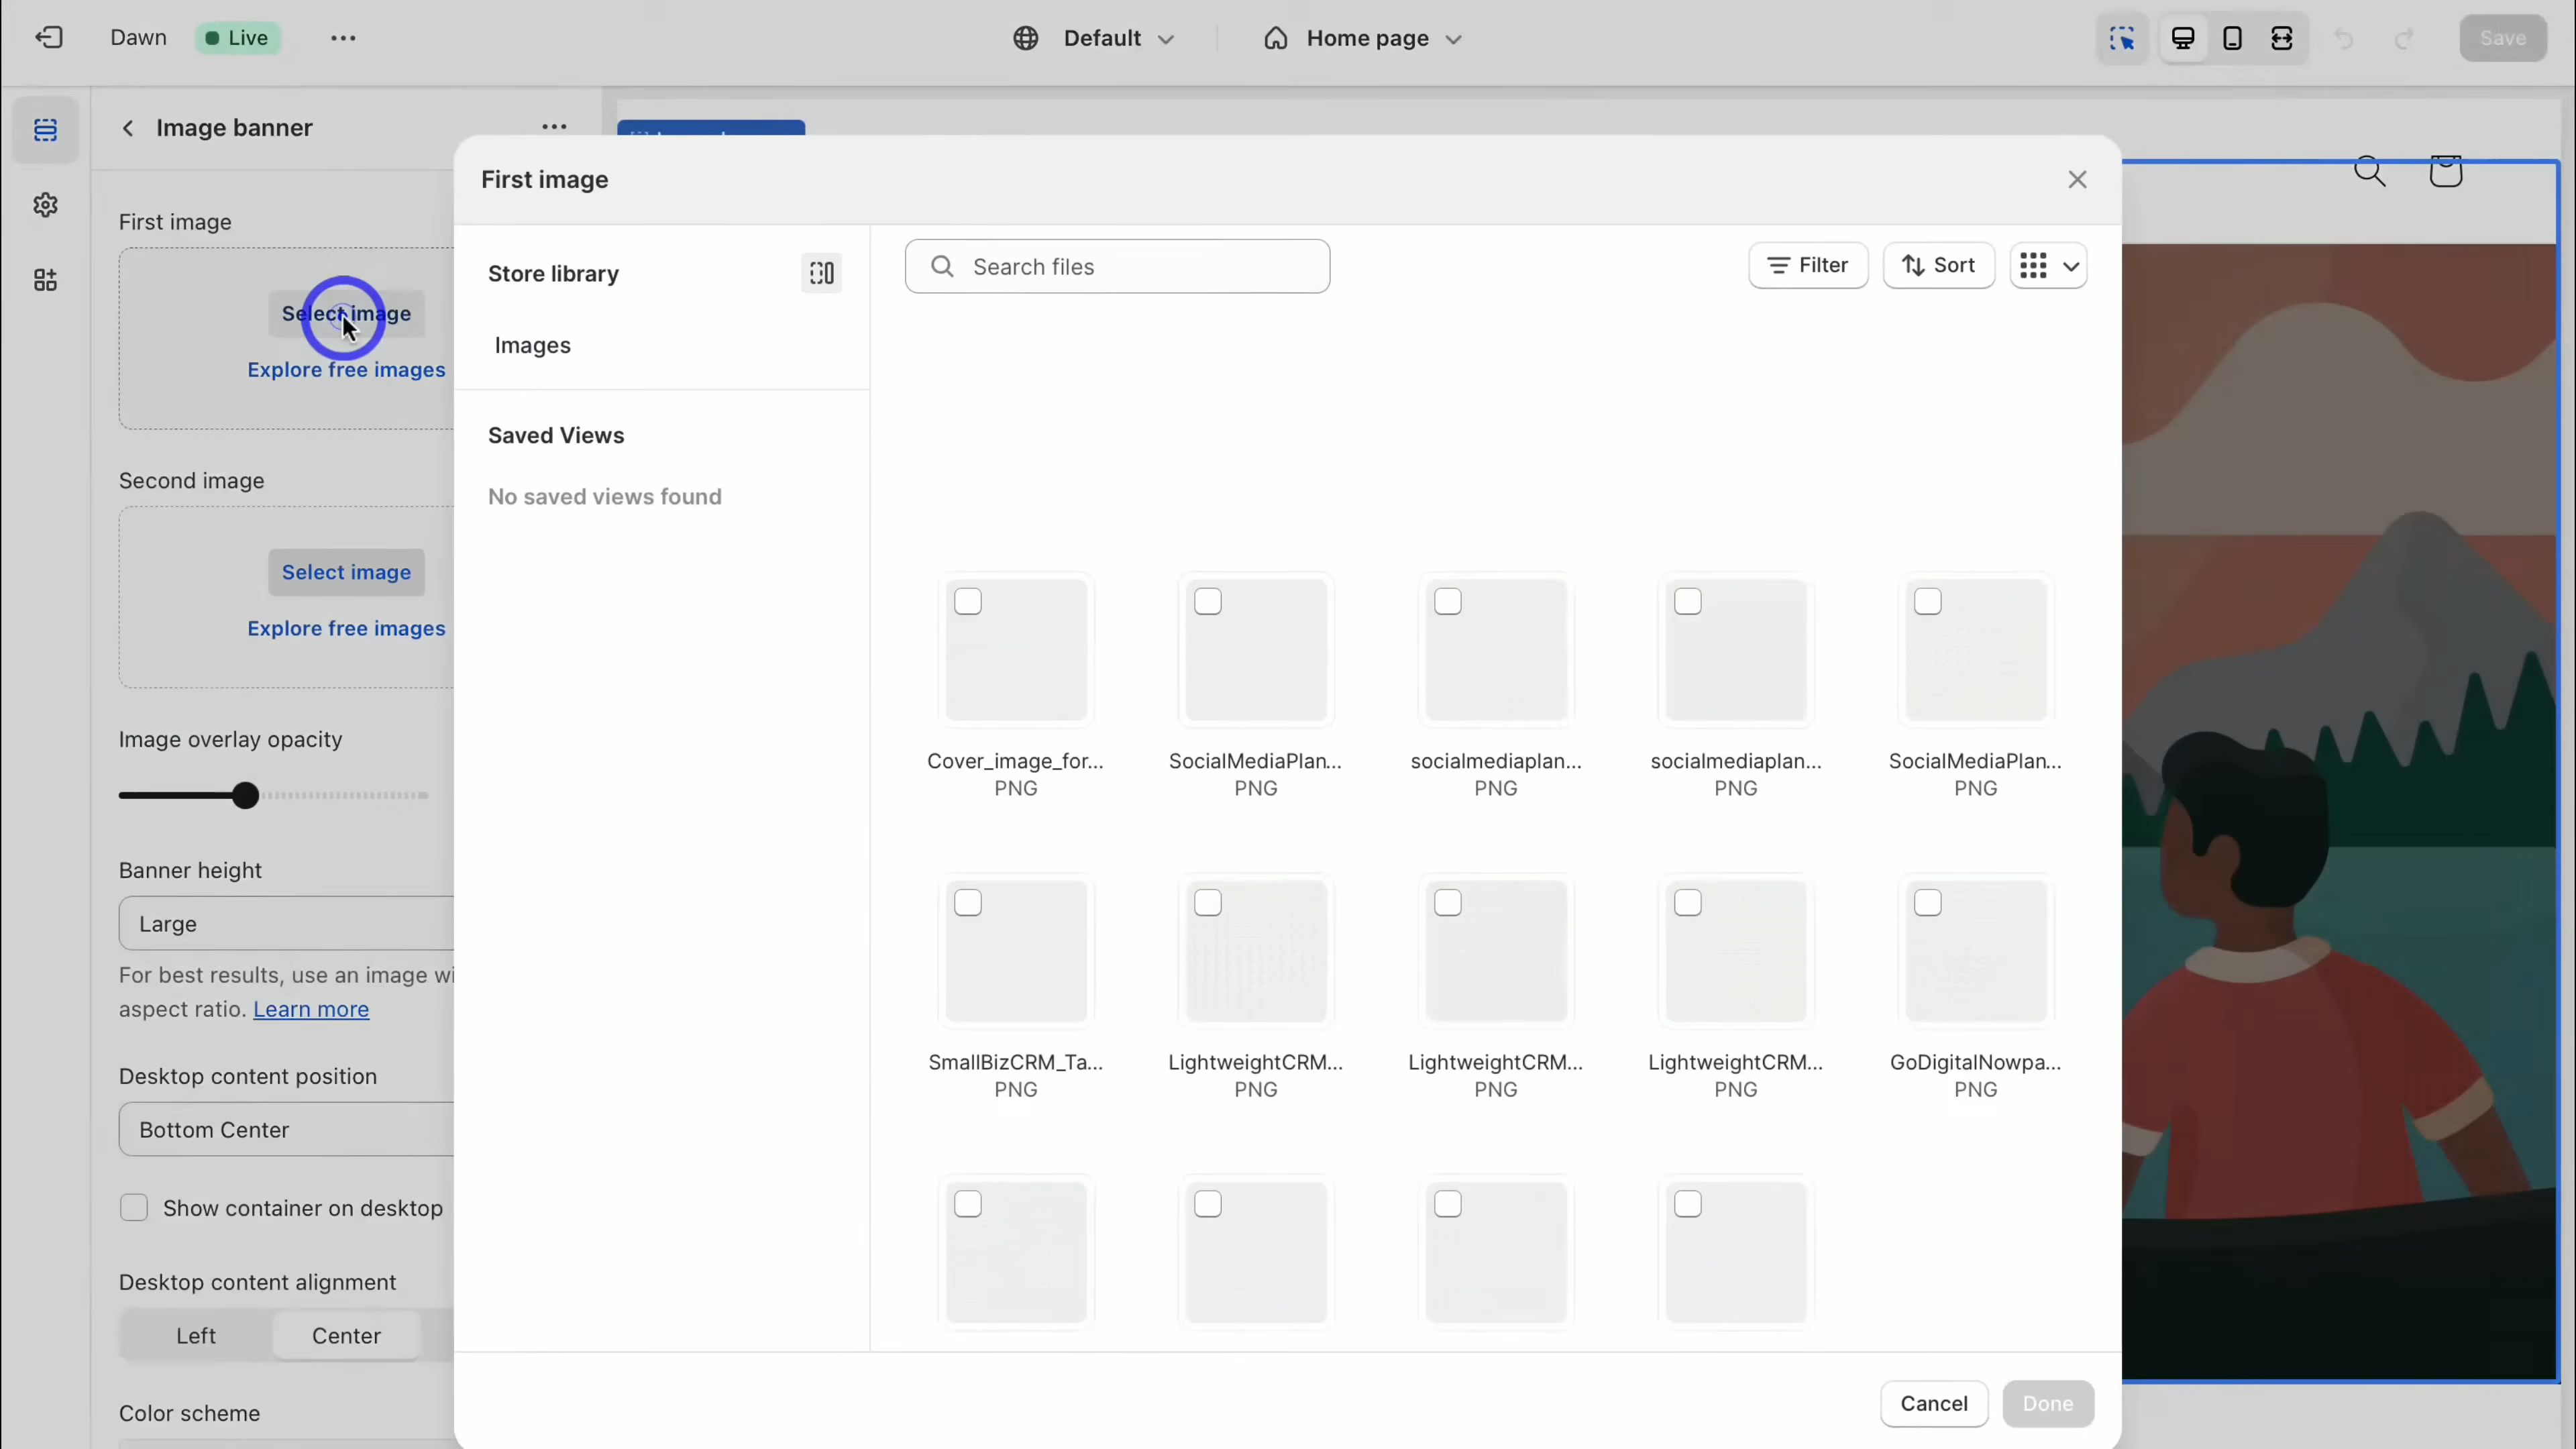 Dawn
Live
Default
Home page
Save
Image banner
First image
Select image
Explore free images
Second image
Select image
Explore free images
Image overlay opacity
Banner height
Large
For best results, use an image wi
aspect ratio. Learn more
Desktop content position
Bottom Center
Show container on desktop
Desktop content alignment
Left
Center
Color scheme
First image
Store library
Images
Saved Views
No saved views found
Search files
Filter
Sort
Cover_image_for...
PNG
SocialMediaPlan...
PNG
socialmediaplan...
PNG
socialmediaplan...
PNG
SocialMediaPlan...
PNG
SmallBizCRM_Ta...
PNG
LightweightCRM...
PNG
LightweightCRM...
PNG
LightweightCRM...
PNG
GoDigitalNowpa...
PNG
Cancel
Done